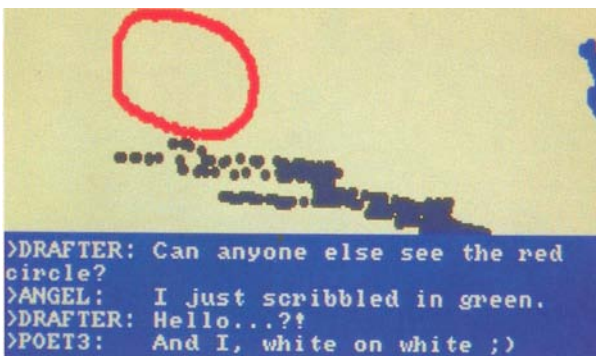 >DRAFTER: Can anyone else see the red
circle?
>ANGEL: I just scribbled in green.
>DRAFTER: Hello...?!
>POET3: And I, white on white ;)